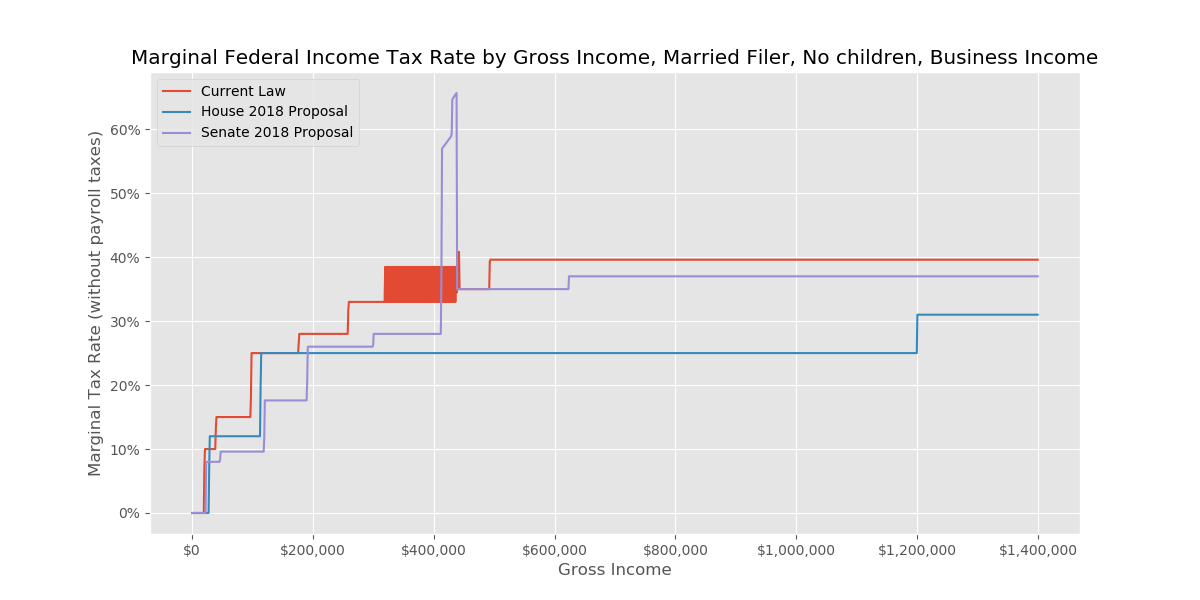 Marginal Federal Income Tax Rate by Gross Income, Married Filer, No children, Business Income
Current Law
House 2018 Proposal
Senate 2018 Proposal
Marginal Tax Rate (without payroll taxes)
60%
50%
40%
30%
20%
10%
0%
$0 $200,000 $400,000 $600,000 $800,000 $1,000,000 $1,200,000 $1,400,000
Gross Income